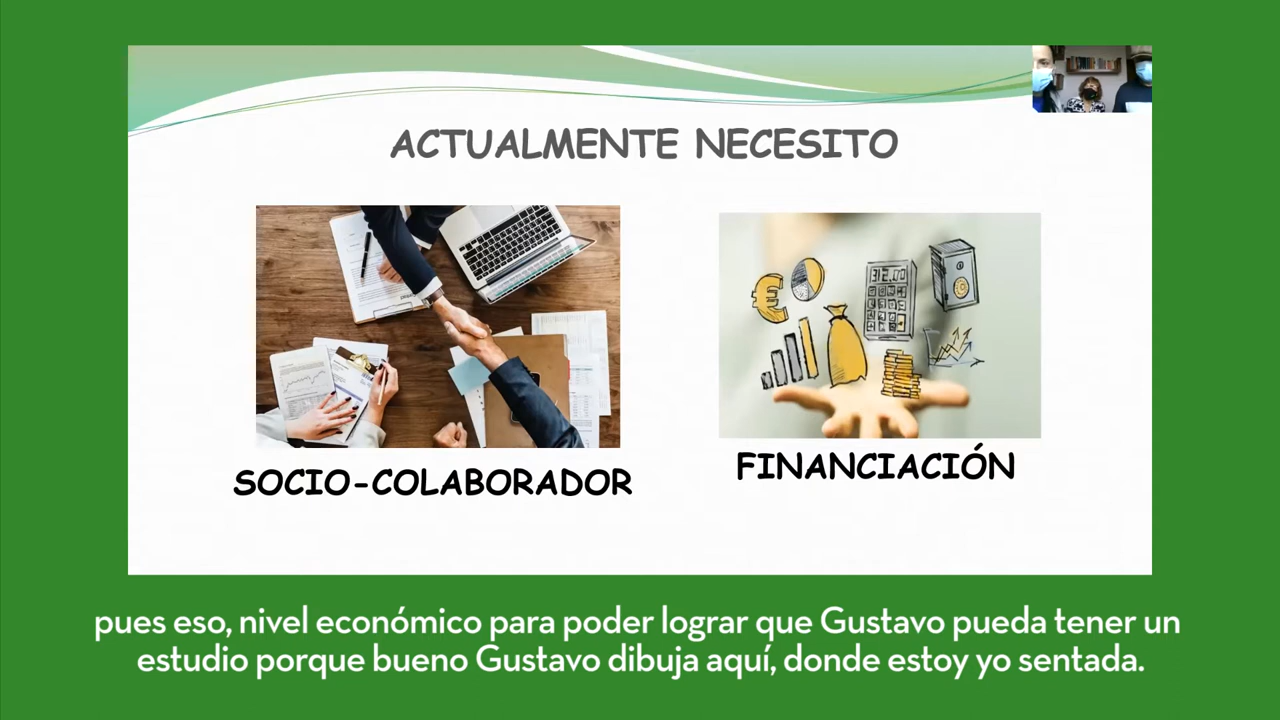 ACTUALMENTE NECESITO
SOCIO-COLABORADOR
FINANCIACIÓN
pues eso, nivel económico para poder lograr que Gustavo pueda tener un
estudio porque bueno Gustavo dibuja aquí, donde estoy yo sentada.